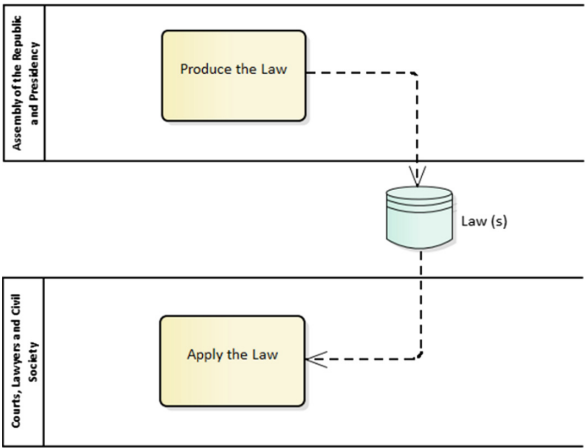 Assembly of the Republic
and Presidency
Produce the Law
Law (s)
Courts, Lawyers and Civil
Society
Apply the Law